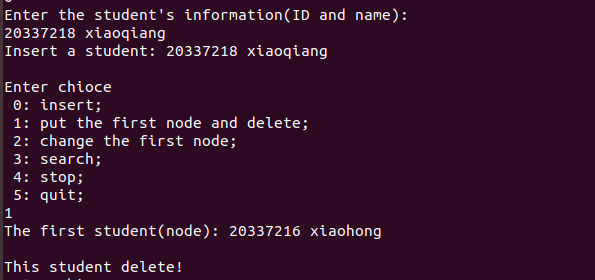 Enter the student's information(ID and name):
20337218 xiaoqiang
Insert a student: 20337218 xiaoqiang
Enter chioce
0: insert;
1: put the first node and delete;
2: change the first node;
3: search;
4: stop;
5: quit;
1
The first student(node): 20337216 xiaohong
This student delete!